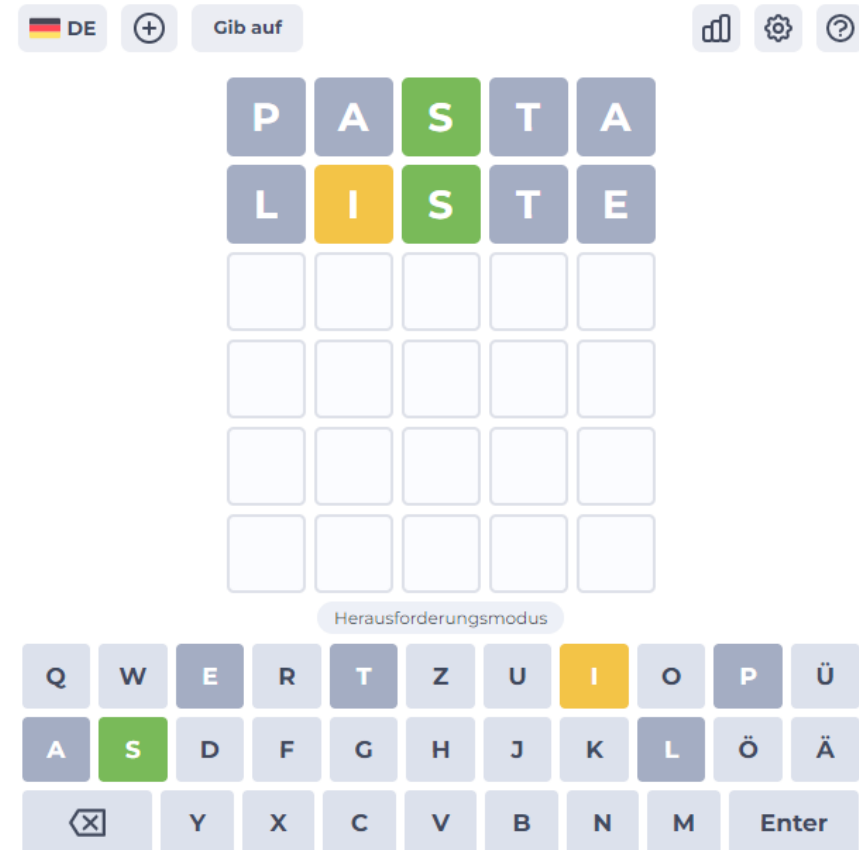 DE Gib auf
P A S T A
L I S T E
Herausforderungsmodus
Q W E R T Z U I O P Ü
A S D F G H J K L Ö Ä
Y X C V B N M Enter